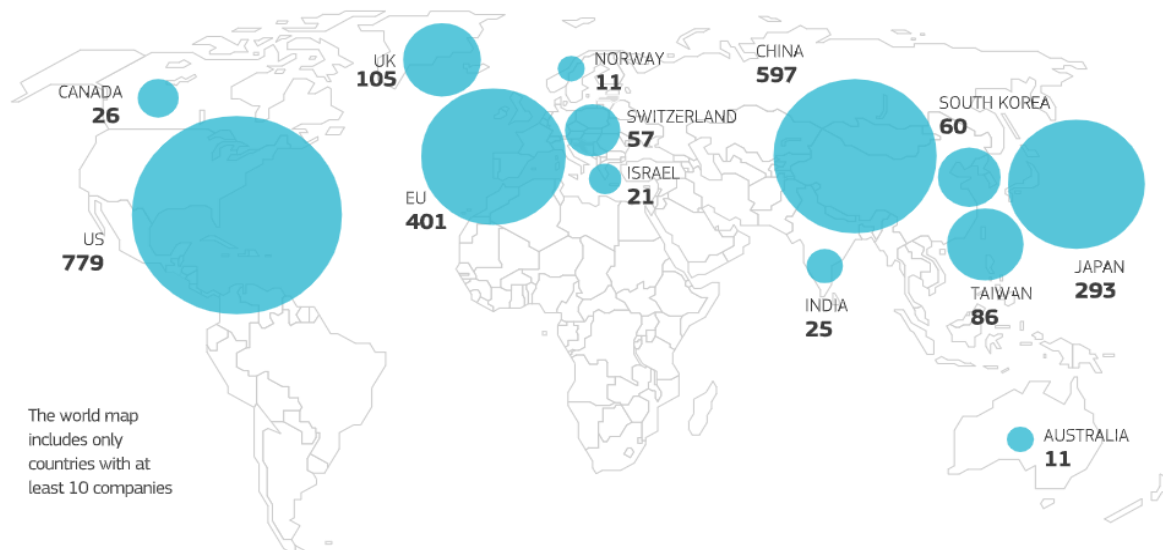 UK
105
NORWAY
11
CHINA
597
CANADA
26
SOUTH KOREA
60
SWITZERLAND
57
ISRAEL
21
EU
401
US
779
JAPAN
293
TAIWAN
86
INDIA
25
The world map
includes only
countries with at
least 10 companies
AUSTRALIA
11